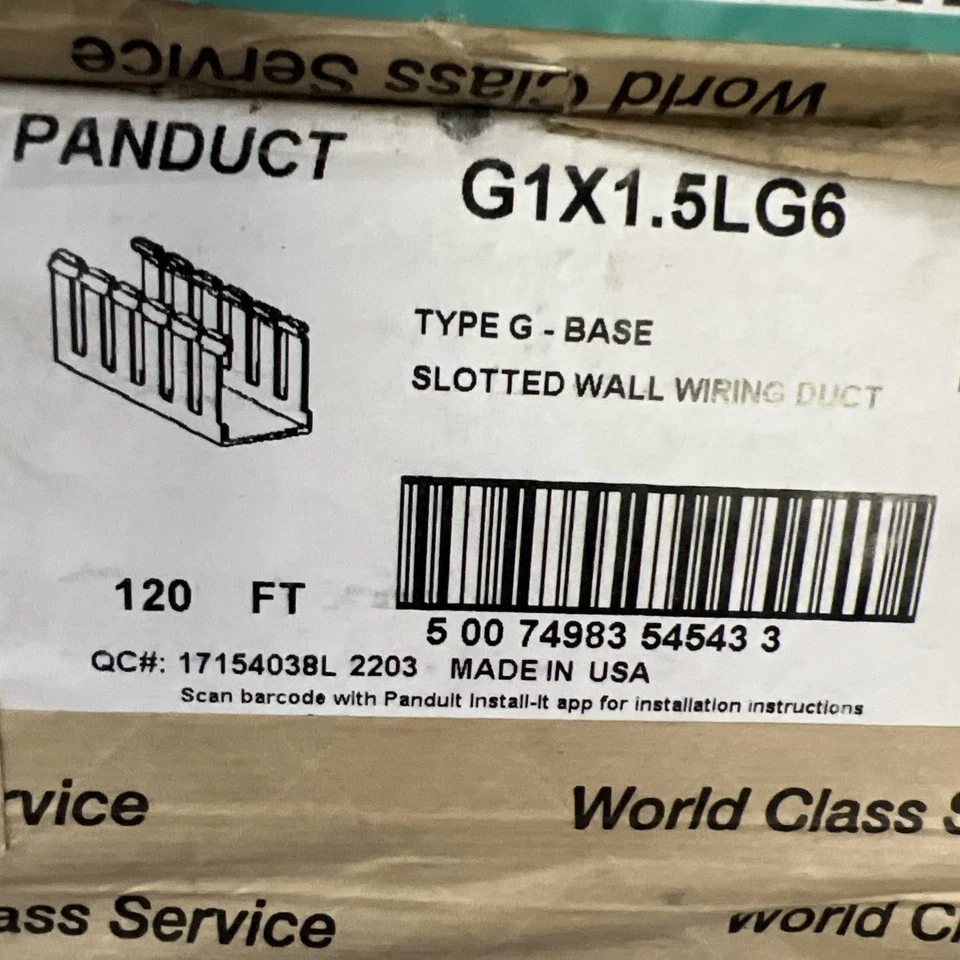 World Class Service
PANDUCT
G1X1.5LG6
TYPE G - BASE
SLOTTED WALL WIRING DUCT
120 FT
5 00 74983 54543 3
QC#: 17154038L 2203 MADE IN USA
Scan barcode with Panduit Install-It app for installation instructions
rvice World Class S
ass Service World Cl